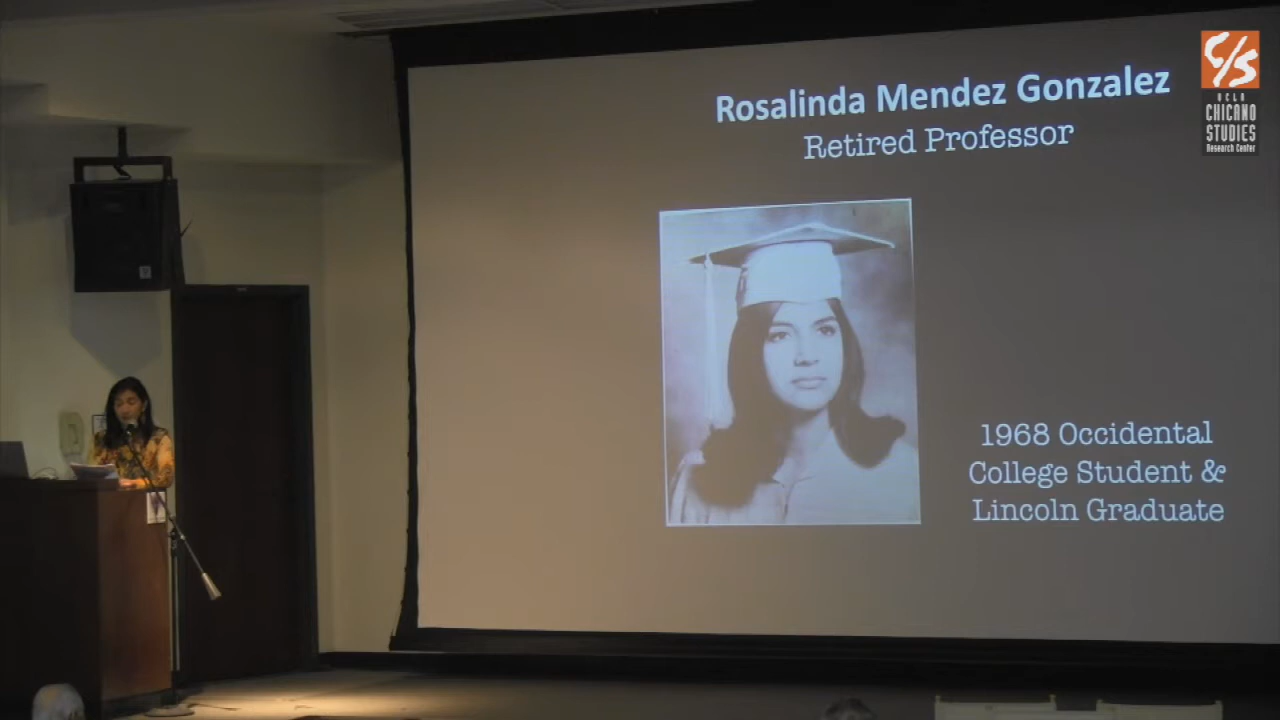 Rosalinda Mendez Gonzalez
Retired Professor
1968 Occidental
College Student &
Lincoln Graduate
C/S
UCLA
CHICANO
STUDIES
Research Center